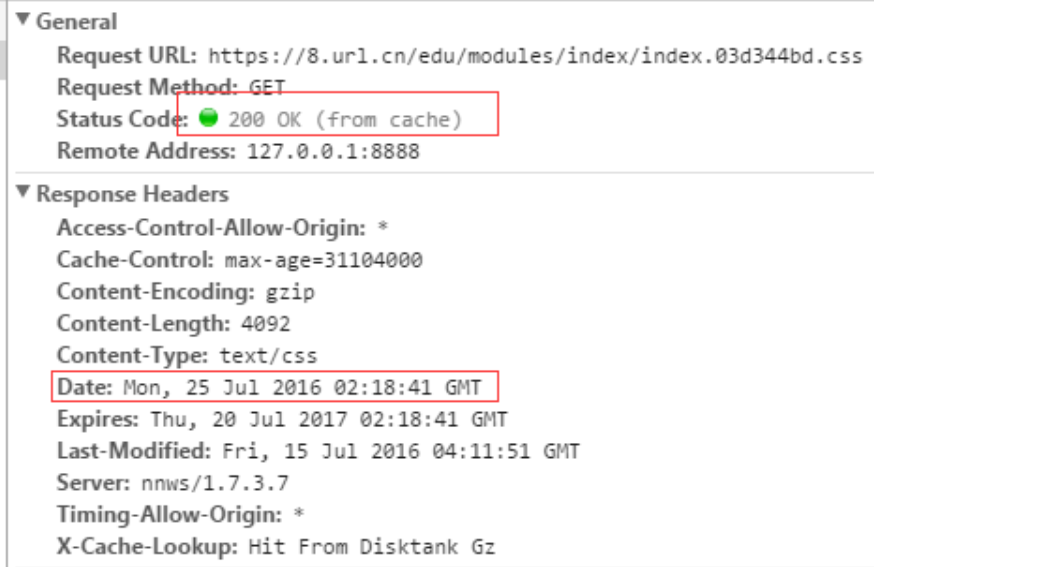 General
Request URL: https://8.url.cn/edu/modules/index/index.03d344bd.css
Request Method: GET
Status Code: 200 OK (from cache)
Remote Address: 127.0.0.1:8888
Response Headers
Access-Control-Allow-Origin: *
Cache-Control: max-age=31104000
Content-Encoding: gzip
Content-Length: 4092
Content-Type: text/css
Date: Mon, 25 Jul 2016 02:18:41 GMT
Expires: Thu, 20 Jul 2017 02:18:41 GMT
Last-Modified: Fri, 15 Jul 2016 04:11:51 GMT
Server: nnws/1.7.3.7
Timing-Allow-Origin: *
X-Cache-Lookup: Hit From Disktank Gz